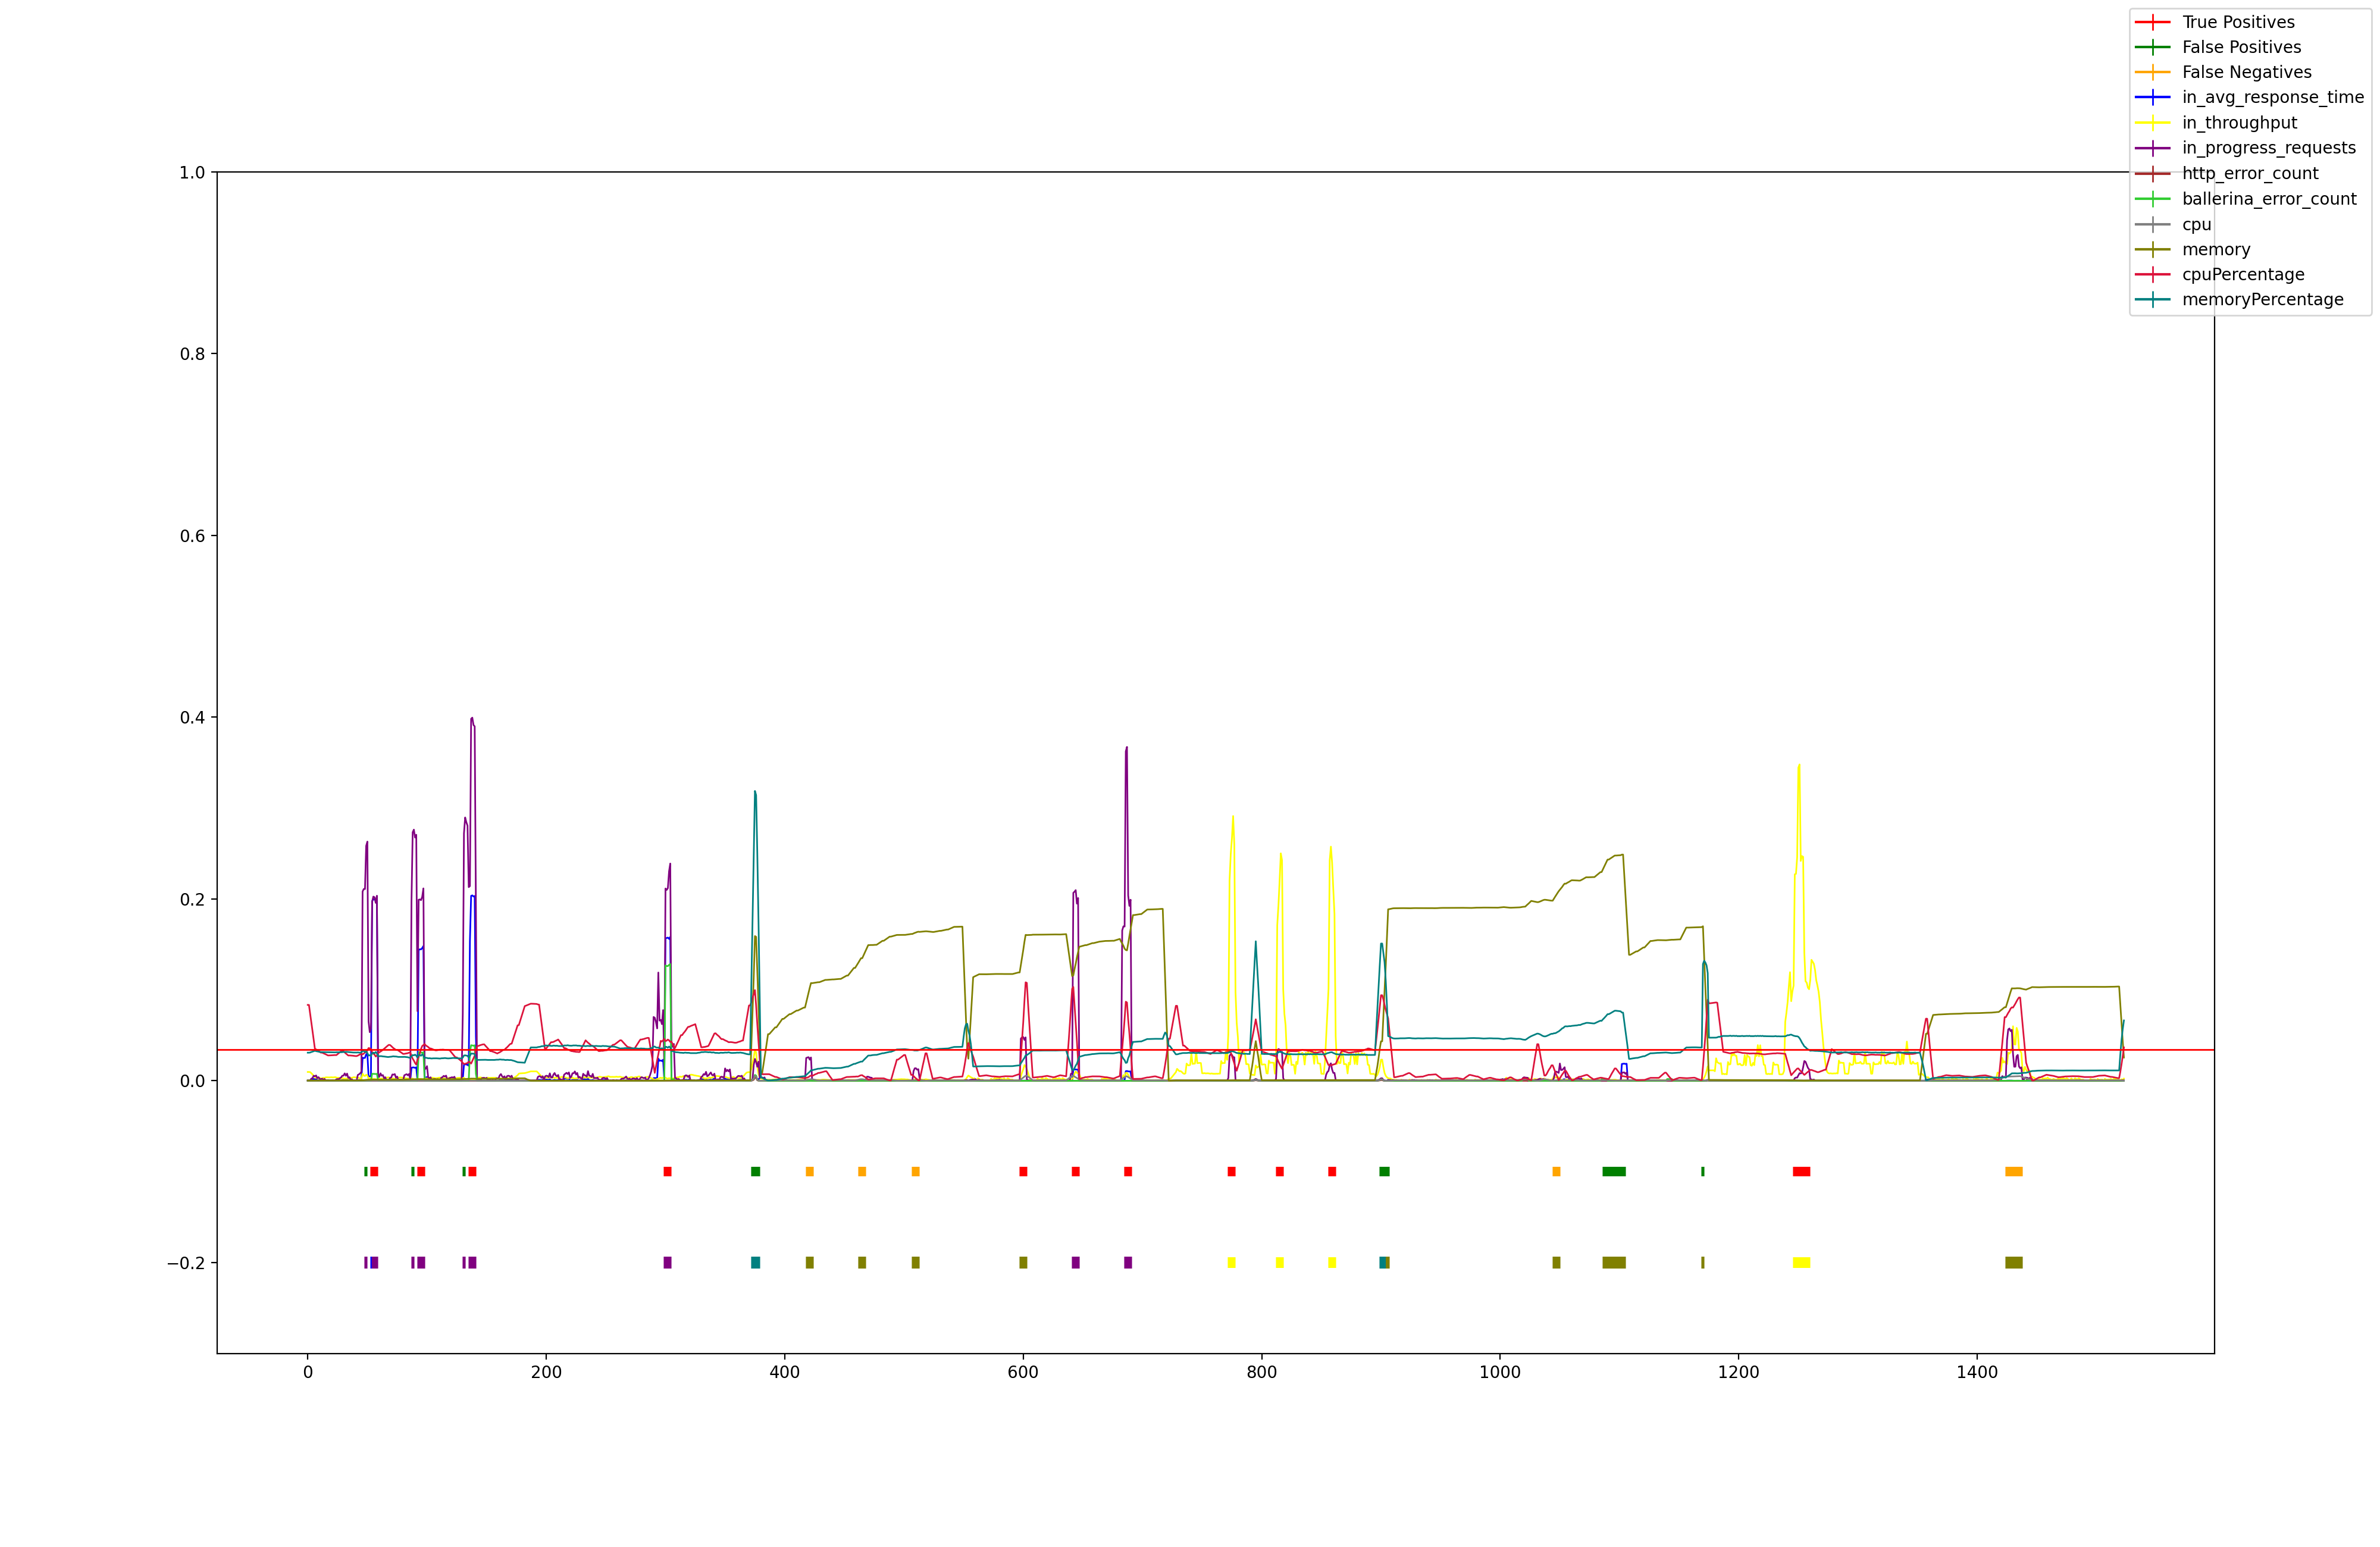 True Positives
False Positives
False Negatives
in_avg_response_time
in_throughput
in_progress_requests
http_error_count
ballerina_error_count
cpu
memory
cpuPercentage
memoryPercentage
1.0
0.8
0.6
0.4
0.2
0.0
−0.2
0 200 400 600 800 1000 1200 1400